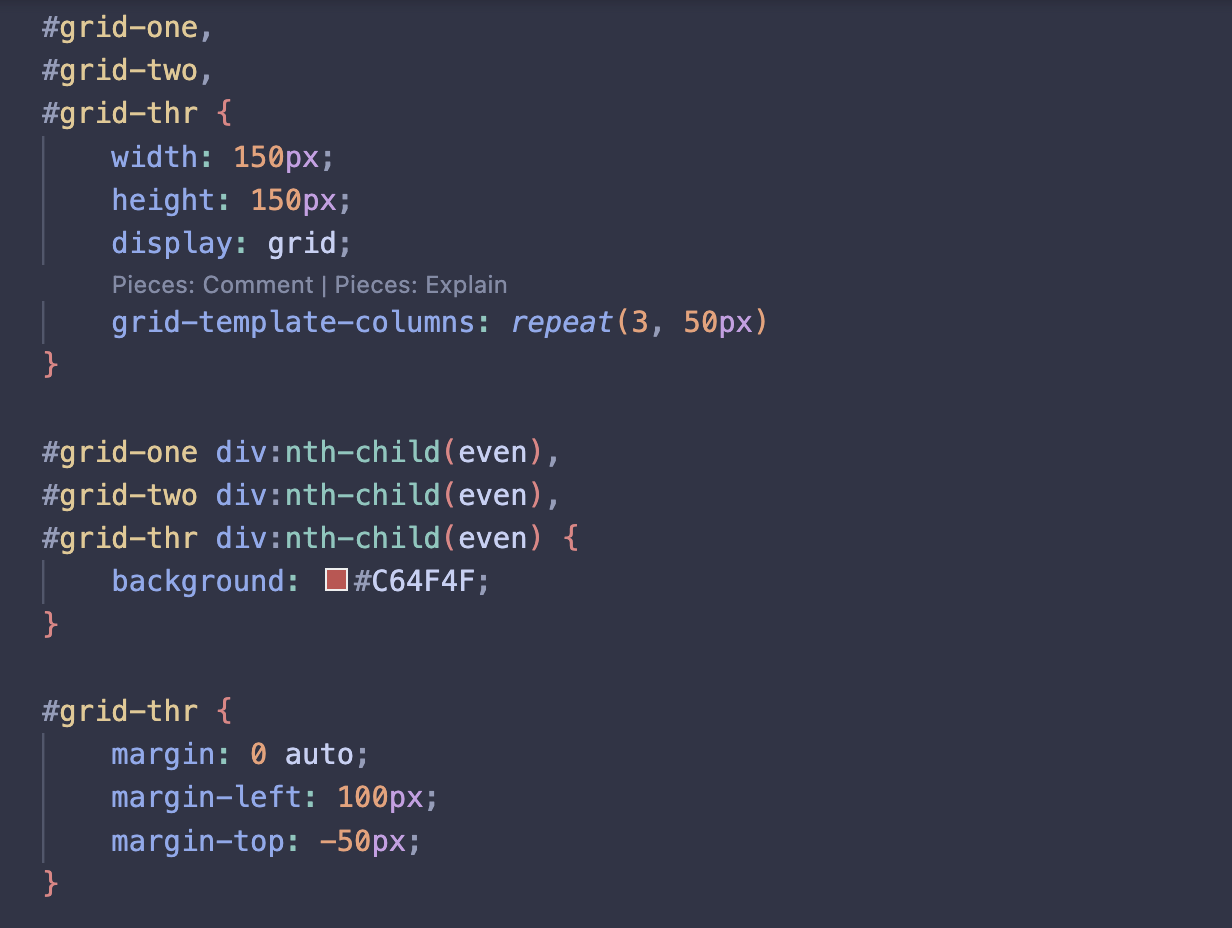 #grid-one,
#grid-two,
#grid-thr {
width: 150px;
height: 150px;
display: grid;
Pieces: Comment | Pieces: Explain
grid-template-columns: repeat(3, 50px)
}
#grid-one div:nth-child(even),
#grid-two div:nth-child(even),
#grid-thr div:nth-child(even) {
background: #C64F4F;
}
#grid-thr {
margin: 0 auto;
margin-left: 100px;
margin-top: -50px;
}